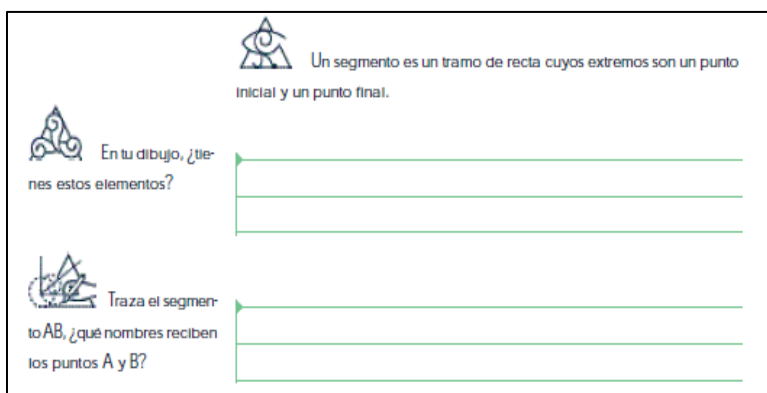 Un segmento es un tramo de recta cuyos extremos son un punto
inicial y un punto final.
En tu dibujo, ¿tie-
nes estos elementos?
Traza el segmen-
to AB, ¿qué nombres reciben
los puntos A y B?